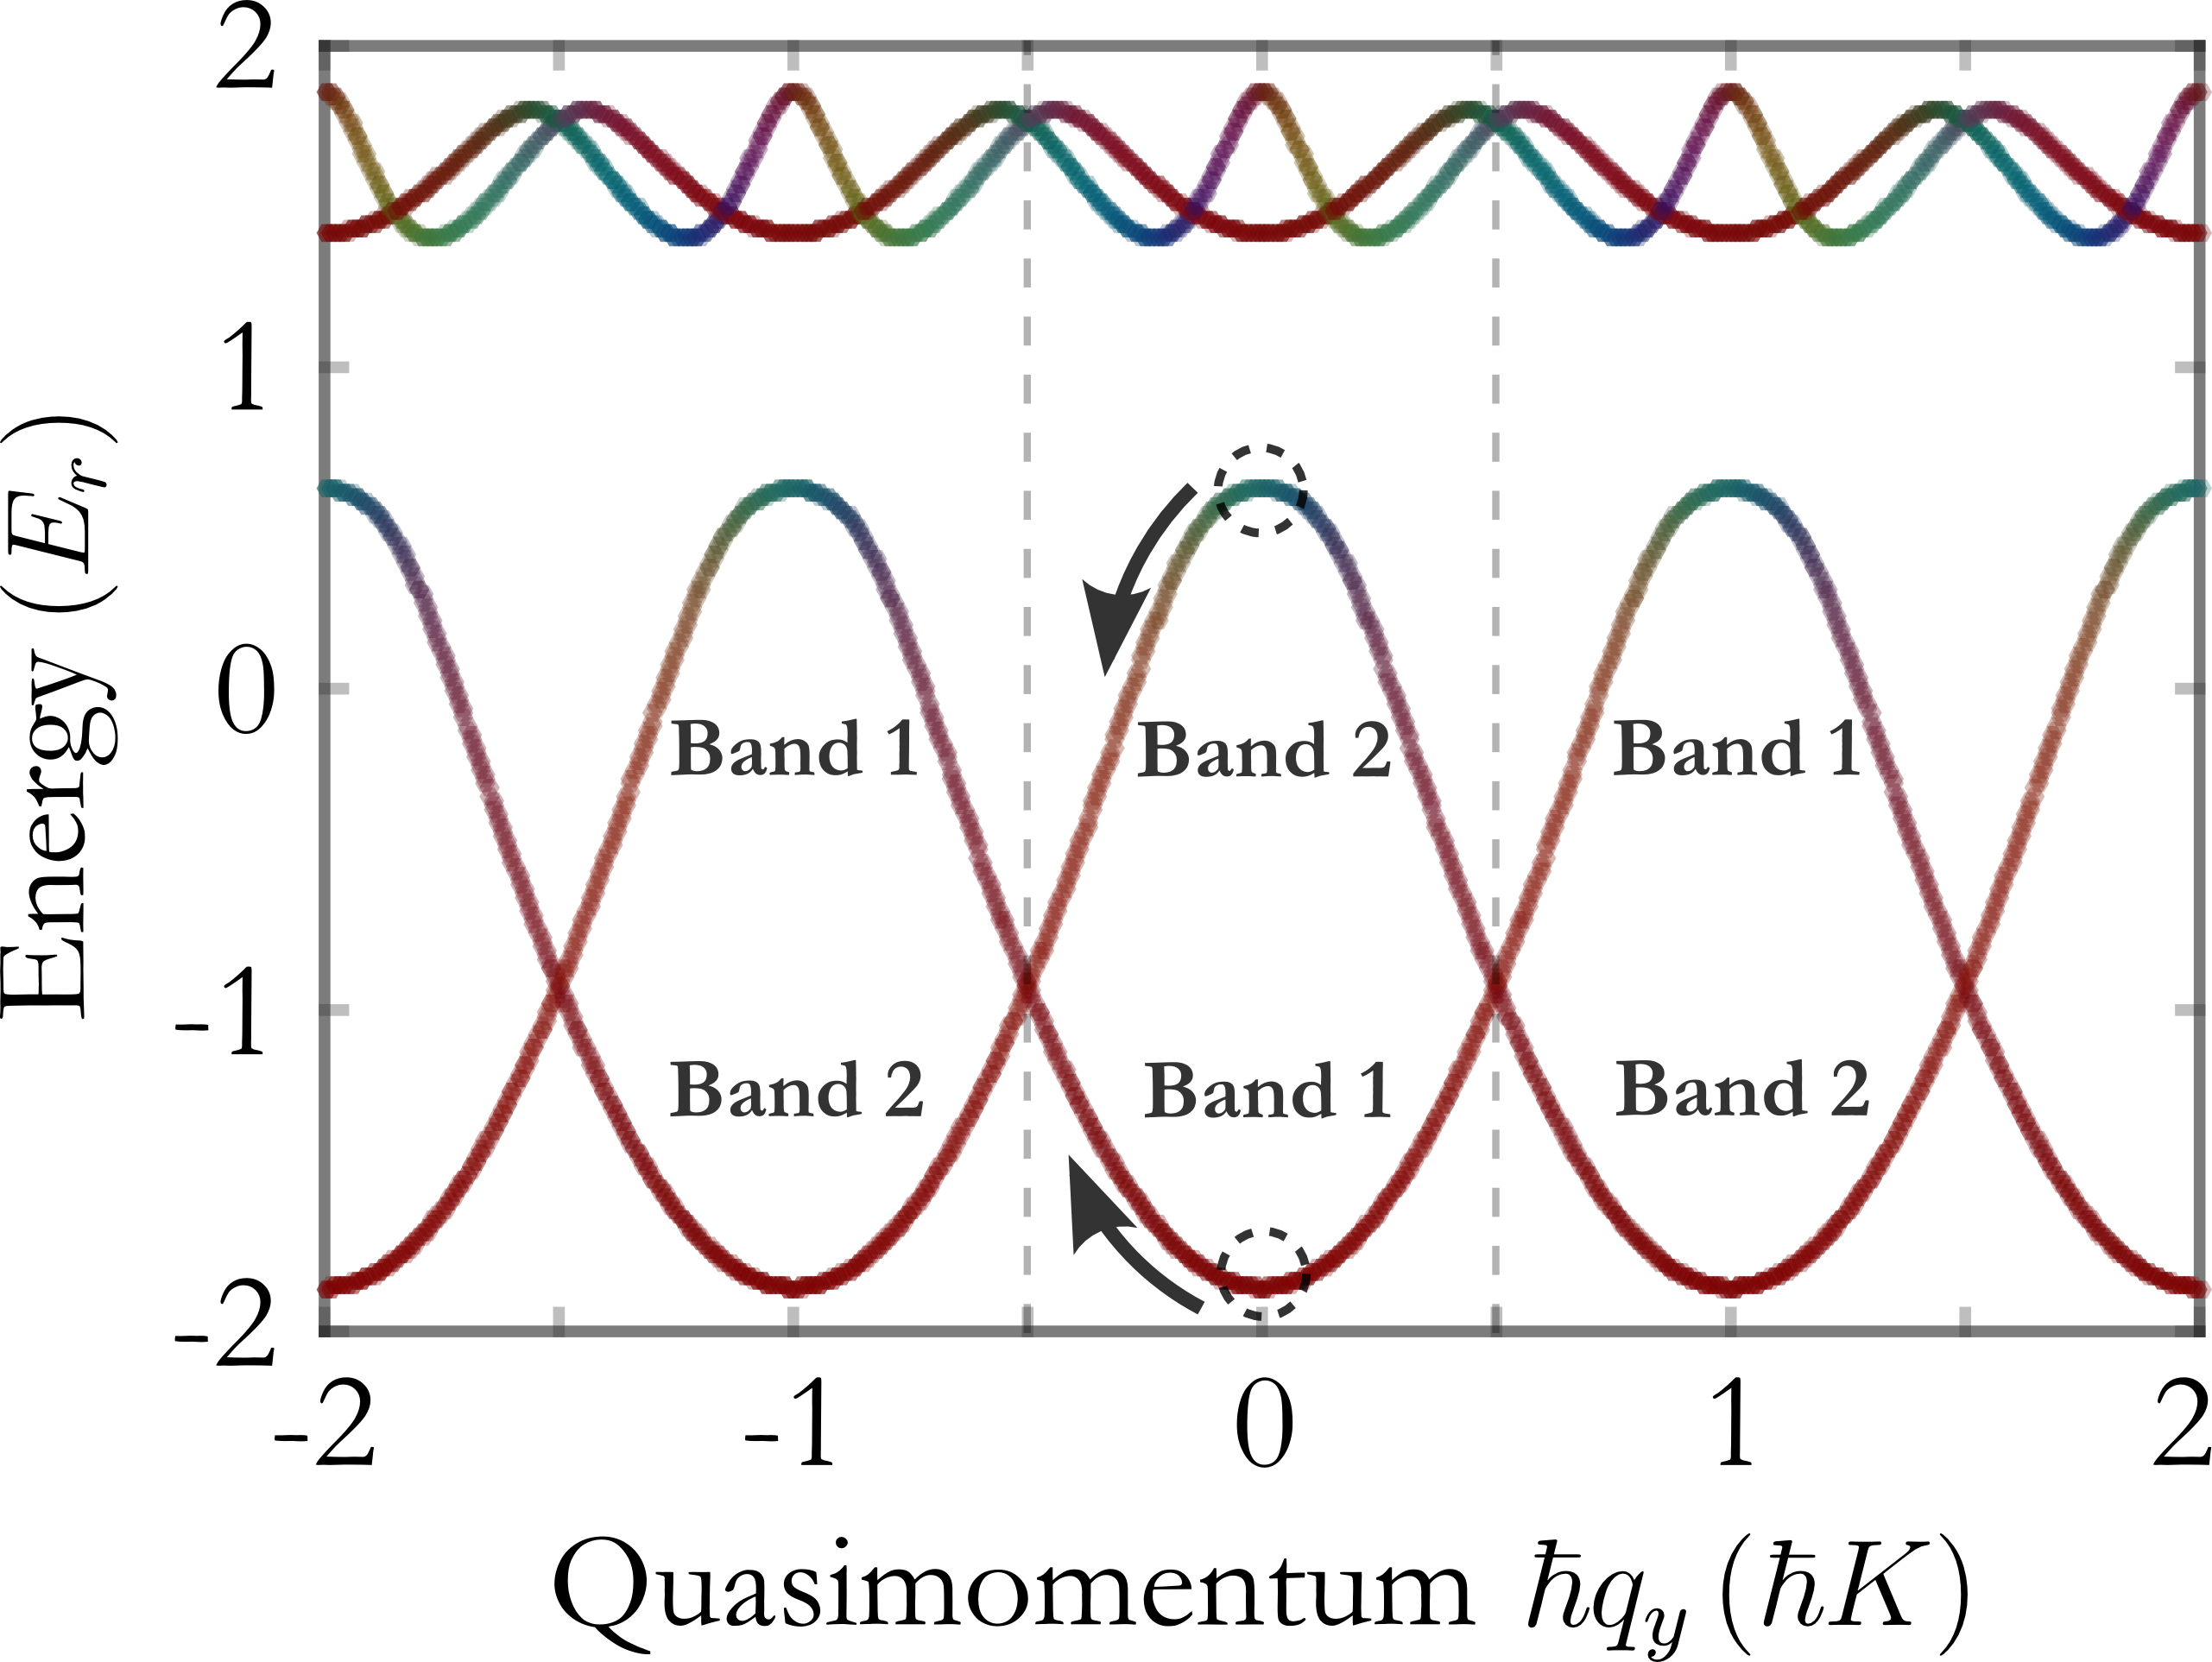 2
1
0
-1
-2
Energy (E_r)
Band 1 Band 2 Band 1
Band 2 Band 1 Band 2
-2 -1 0 1 2
Quasimomentum ℏq_y (ℏK)